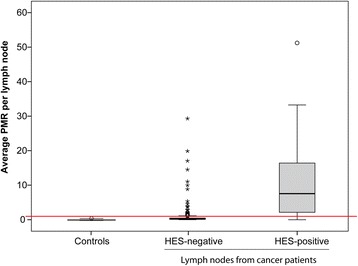 Average PMR per lymph node
60
50
40
30
20
10
0
Controls
HES-negative
HES-positive
Lymph nodes from cancer patients